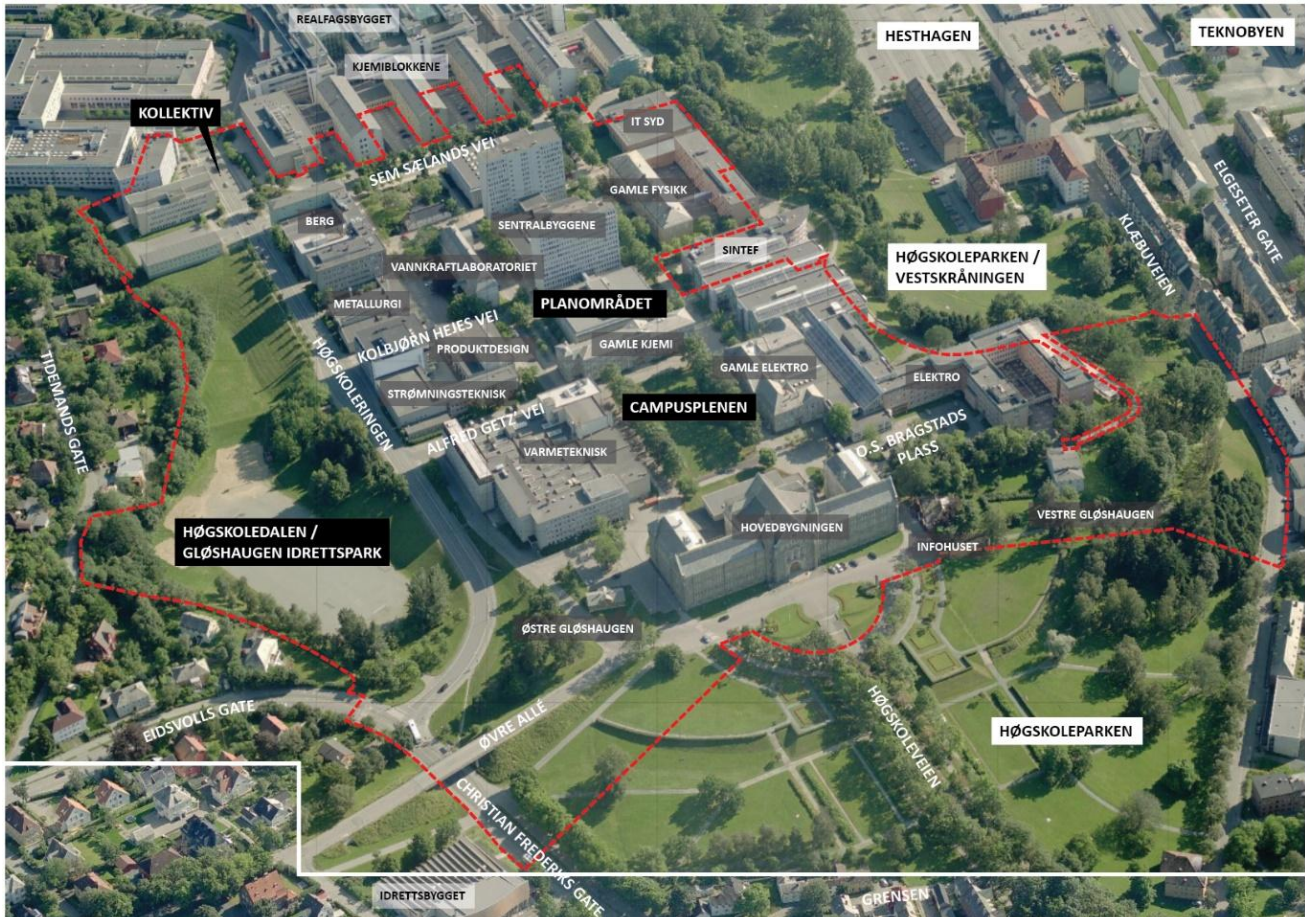 REALFAGSBYGGET
HESTHAGEN
TEKNOBYEN
KJEMIBLOKKENE
KOLLEKTIV
IT SYD
SEM SÆLANDS VEI
GAMLE FYSIKK
ELGESETER GATE
BERG
SENTRALBYGGENE
KLÆBUVEIEN
SINTEF
HØGSKOLEPARKEN /
VESTSKRÅNINGEN
VANNKRAFTLABORATORIET
METALLURGI
PLANOMRÅDET
KOLBJØRN HEJES VEI
PRODUKTDESIGN
GAMLE KJEMI
GAMLE ELEKTRO
ELEKTRO
TIDEMANDS GATE
HØGSKOLERINGEN
STRØMNINGSTEKNISK
CAMPUSPLENEN
ALFRED GETZ' VEI
O.S. BRAGSTADS
PLASS
VARMETEKNISK
HØGSKOLEDALEN /
GLØSHAUGEN IDRETTSPARK
HOVEDBYGNINGEN
VESTRE GLØSHAUGEN
INFOHUSET
ØSTRE GLØSHAUGEN
EIDSVOLLS GATE
ØVRE ALLÉ
HØGSKOLEVEIEN
HØGSKOLEPARKEN
CHRISTIAN FREDERIKS GATE
IDRETTSBYGGET
GRENSEN